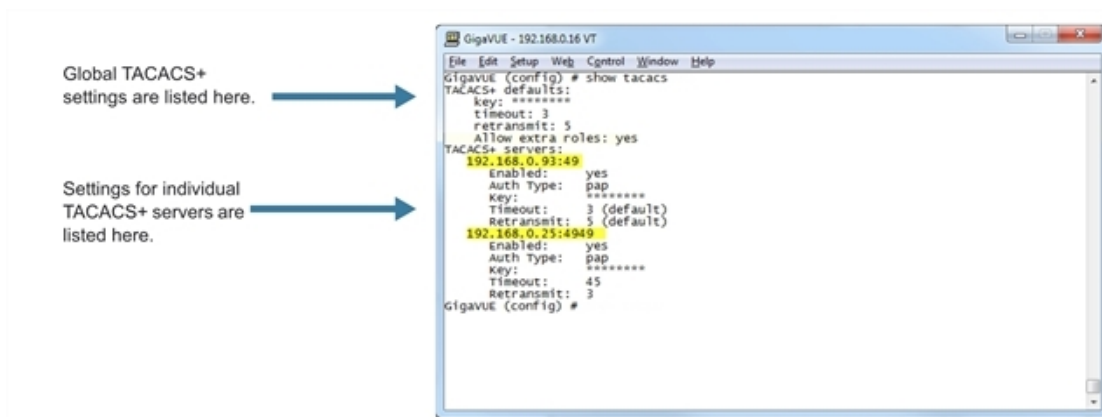 Global TACACS+
settings are listed here.
Settings for individual
TACACS+ servers are
listed here.
GigaVUE - 192.168.0.16 VT
File Edit Setup Web Control Window Help
GigaVUE (config) # show tacacs
TACACS+ defaults:
key: ********
timeout: 3
retransmit: 5
Allow extra roles: yes
TACACS+ servers:
192.168.0.93:49
Enabled: yes
Auth Type: pap
Key: ********
Timeout: 3 (default)
Retransmit: 5 (default)
192.168.0.25:4949
Enabled: yes
Auth Type: pap
Key: ********
Timeout: 45
Retransmit: 3
GigaVUE (config) #